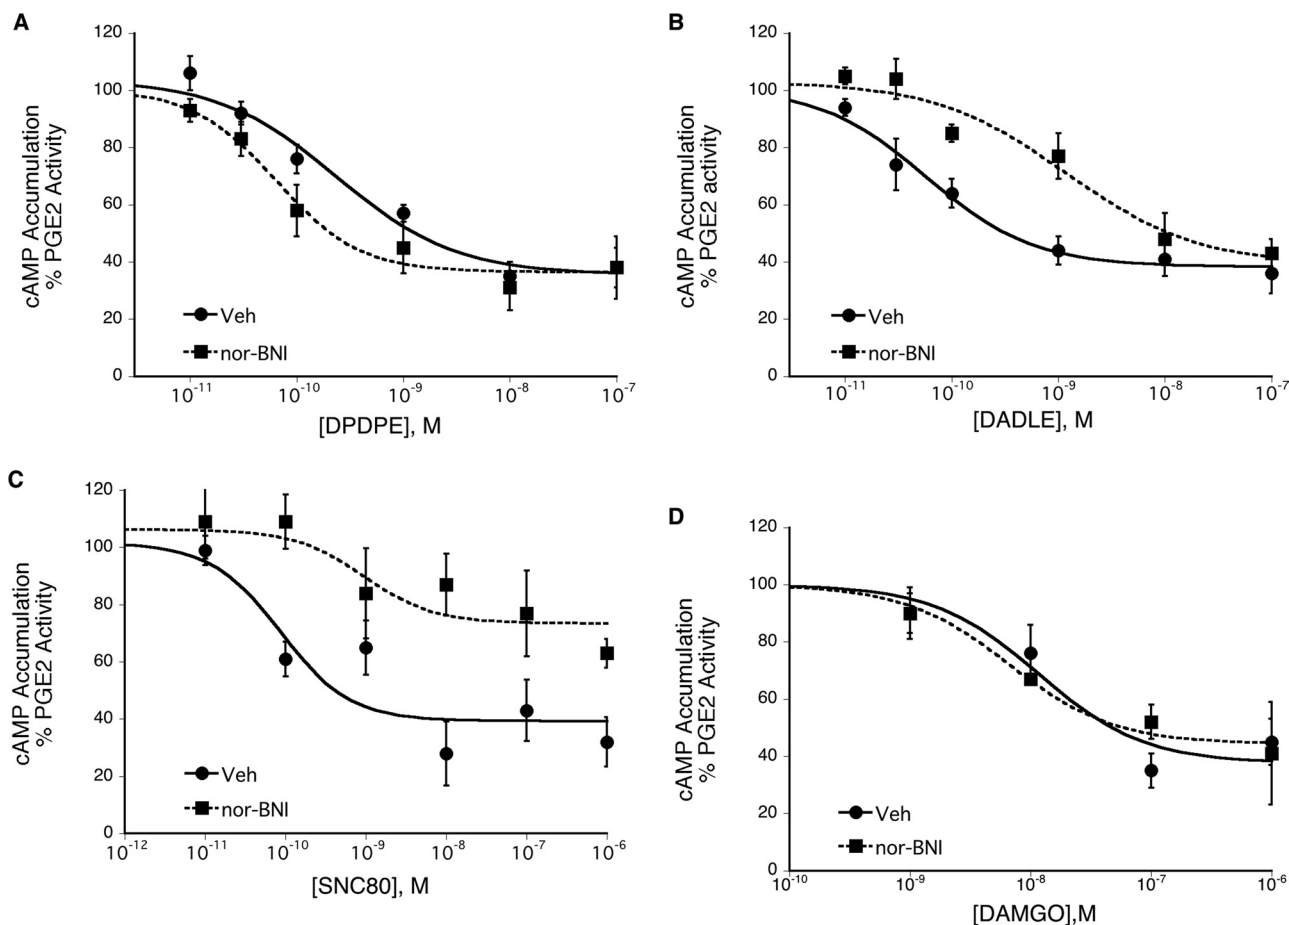 A
cAMP Accumulation
% PGE2 Activity
120
100
80
60
40
20
0
Veh
nor-BNI
10-11
10-10
10-9
10-8
10-7
[DPDPE], M
B
cAMP Accumulation
% PGE2 activity
120
100
80
60
40
20
0
Veh
nor-BNI
10-11
10-10
10-9
10-8
10-7
[DADLE], M
C
cAMP Accumulation
% PGE2 Activity
120
100
80
60
40
20
0
Veh
nor-BNI
10-12
10-11
10-10
10-9
10-8
10-7
10-6
[SNC80], M
D
cAMP Accumulation
% PGE2 Activity
120
100
80
60
40
20
0
Veh
nor-BNI
10-10
10-9
10-8
10-7
10-6
[DAMGO],M